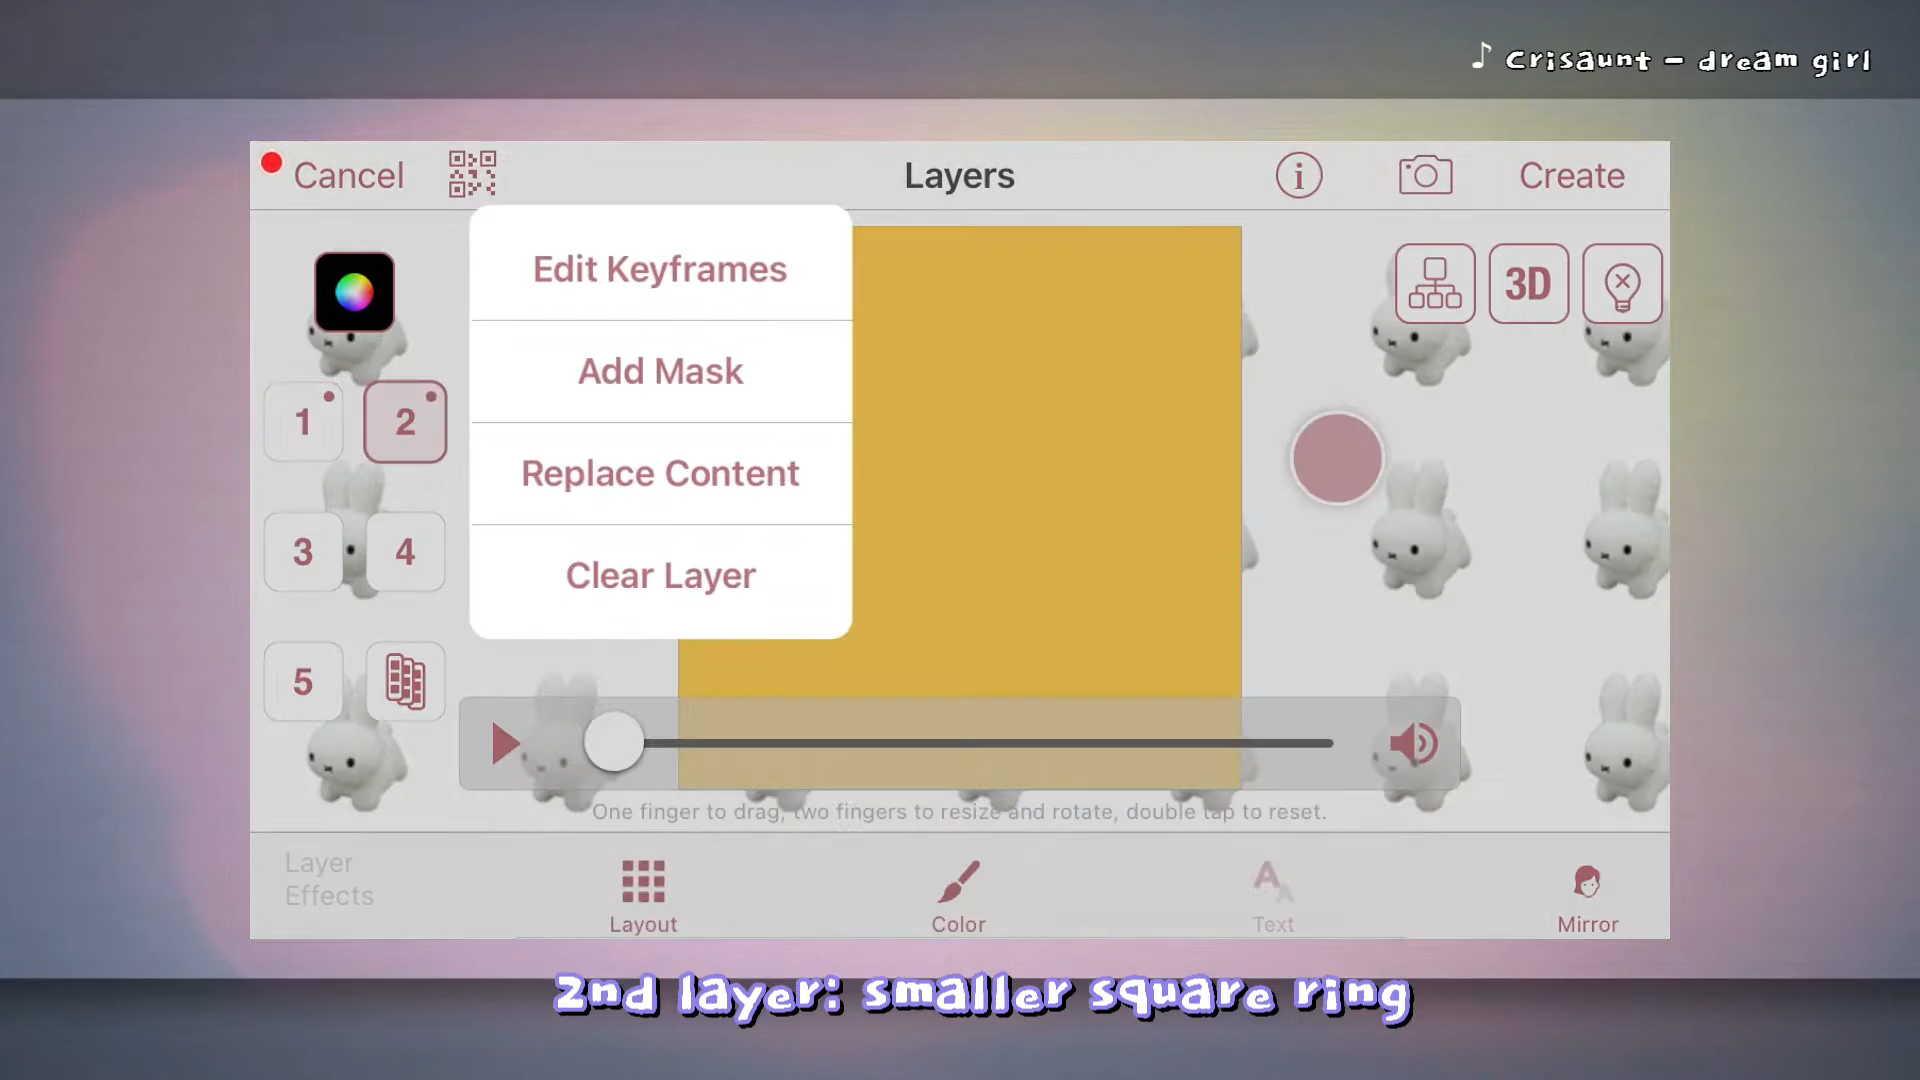 ♪ Crisaunt - dream girl
Cancel
Layers
Create
Edit Keyframes
3D
Add Mask
1
2
Replace Content
3
4
Clear Layer
5
One finger to drag, two fingers to resize and rotate, double tap to reset.
Layer
Effects
Layout
Color
Text
Mirror
2nd layer: smaller square ring